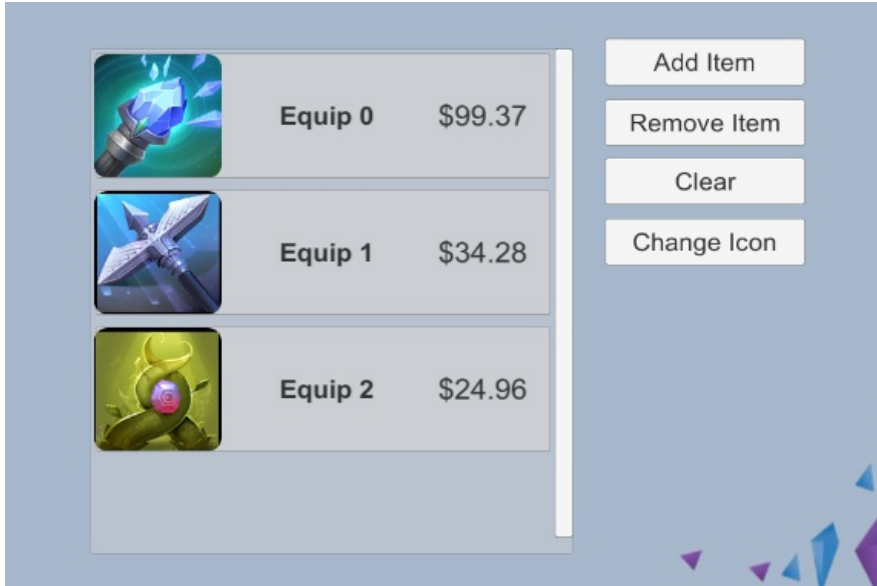 Equip 0 $99.37
Equip 1 $34.28
Equip 2 $24.96
Add Item
Remove Item
Clear
Change Icon